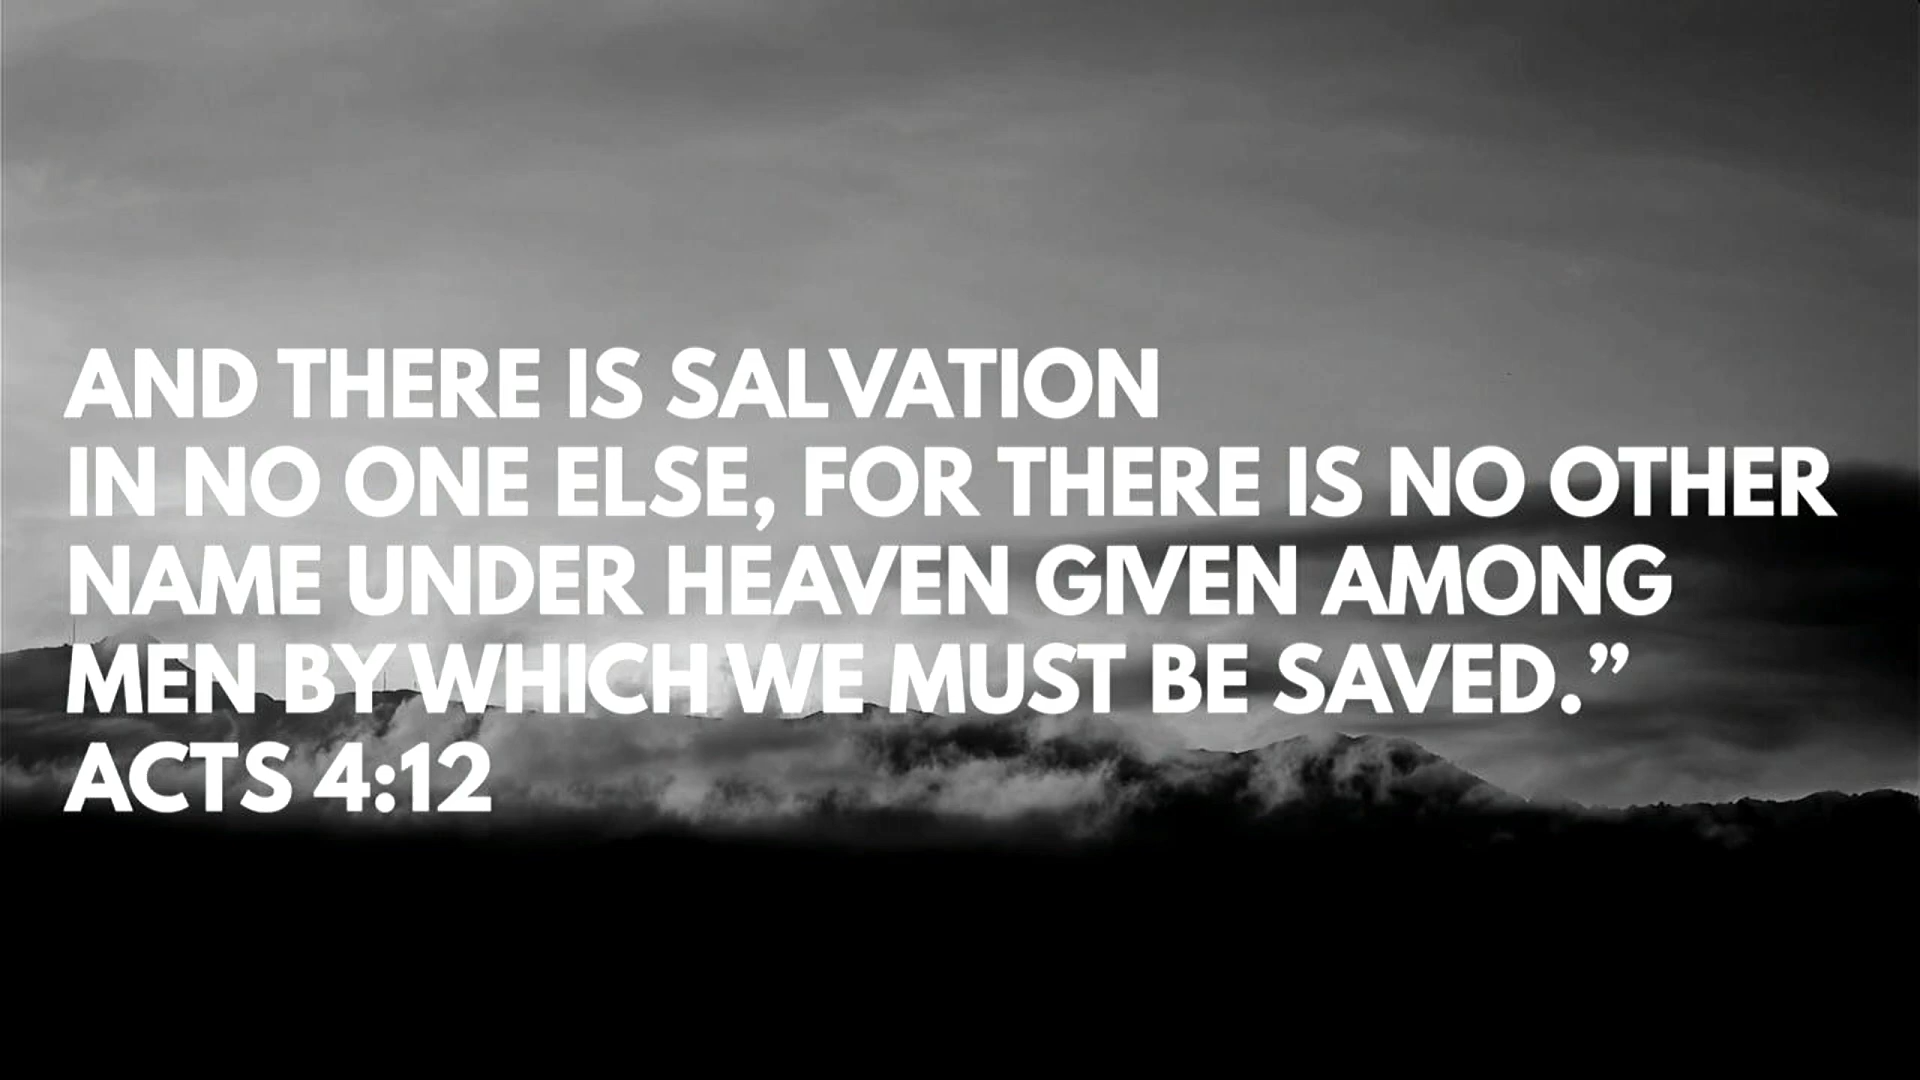 AND THERE IS SALVATION
IN NO ONE ELSE, FOR THERE IS NO OTHER
NAME UNDER HEAVEN GIVEN AMONG
MEN BY WHICH WE MUST BE SAVED.”
ACTS 4:12